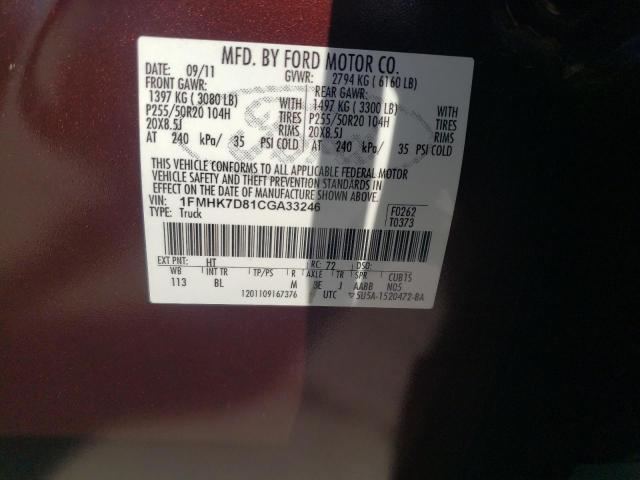 MFD. BY FORD MOTOR CO.
DATE: 09/11 GVWR: 2794 KG ( 6160 LB)
FRONT GAWR: REAR GAWR:
1397 KG ( 3080 LB) WITH 1497 KG ( 3300 LB) WITH
P255/50R20 104H TIRES P255/50R20 104H TIRES
20X8.5J RIMS 20X8.5J RIMS
AT 240 kPa/ 35 PSI COLD AT 240 kPa/ 35 PSI COLD
THIS VEHICLE CONFORMS TO ALL APPLICABLE FEDERAL MOTOR
VEHICLE SAFETY AND THEFT PREVENTION STANDARDS IN
EFFECT ON THE DATE OF MANUFACTURE SHOWN ABOVE.
VIN: 1FMHK7D81CGA33246 F0262
TYPE: Truck T0373
EXT PNT: HT RC: 72 DSO:
WB INT TR TP/PS R AXLE TR SPR CUB15
113 BL M 3E J AABB N05
1201109167376 UTC 5U5A-1520472-BA